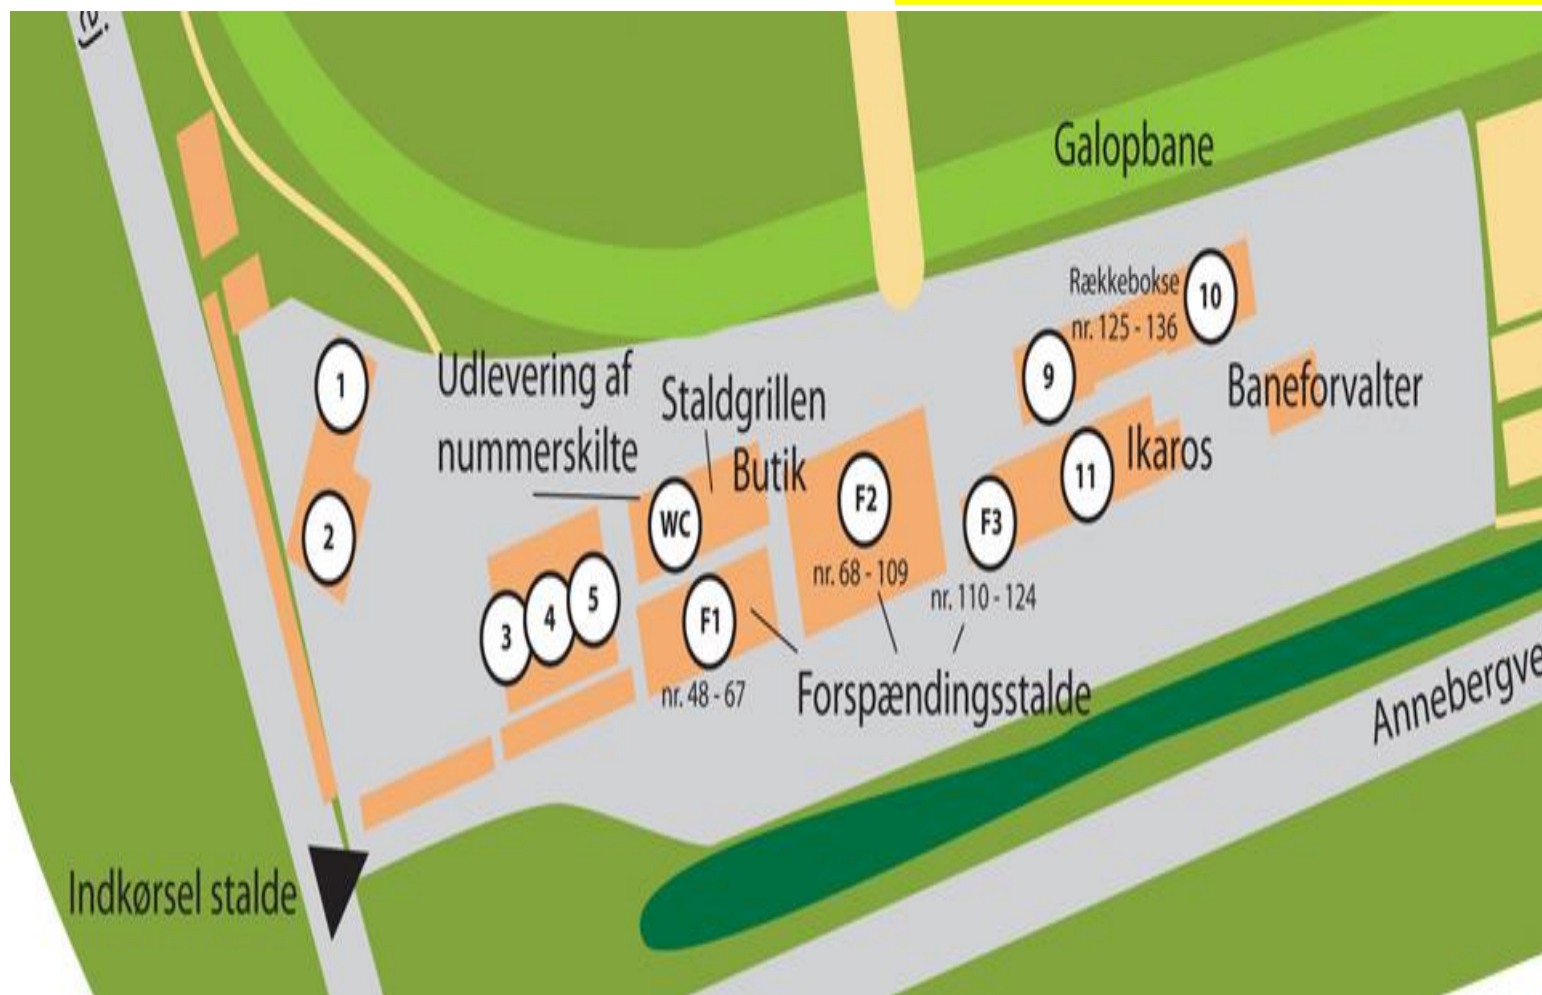 Galopbane
Rækkebokse
nr. 125 - 136
10
9
1
Udlevering af
nummerskilte
Staldgrillen
Butik
Baneforvalter
Ikaros
11
F2
F3
WC
2
nr. 68 - 109
nr. 110 - 124
5
4
3
F1
nr. 48 - 67
Forspændingsstalde
Annebergve
Indkørsel stalde